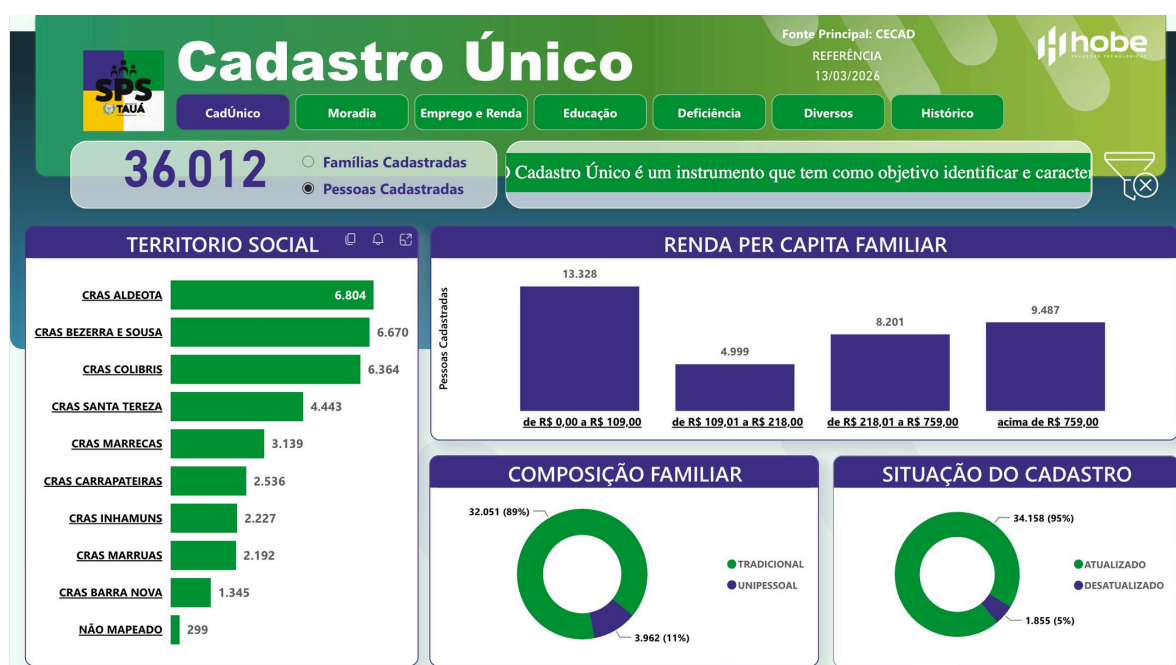 Cadastro Único
Fonte Principal: CECAD
REFERÊNCIA
13/03/2026
hobe
SOLUÇÕES TECNOLÓGICAS
SPS
TAUÁ
CadÚnico
Moradia
Emprego e Renda
Educação
Deficiência
Diversos
Histórico
36.012
Famílias Cadastradas
Pessoas Cadastradas
O Cadastro Único é um instrumento que tem como objetivo identificar e caracter
TERRITORIO SOCIAL
CRAS ALDEOTA 6.804
CRAS BEZERRA E SOUSA 6.670
CRAS COLIBRIS 6.364
CRAS SANTA TEREZA 4.443
CRAS MARRECAS 3.139
CRAS CARRAPATEIRAS 2.536
CRAS INHAMUNS 2.227
CRAS MARRUAS 2.192
CRAS BARRA NOVA 1.345
NÃO MAPEADO 299
RENDA PER CAPITA FAMILIAR
Pessoas Cadastradas
13.328
4.999
8.201
9.487
de R$ 0,00 a R$ 109,00
de R$ 109,01 a R$ 218,00
de R$ 218,01 a R$ 759,00
acima de R$ 759,00
COMPOSIÇÃO FAMILIAR
32.051 (89%)
TRADICIONAL
UNIPESSOAL
3.962 (11%)
SITUAÇÃO DO CADASTRO
34.158 (95%)
ATUALIZADO
DESATUALIZADO
1.855 (5%)